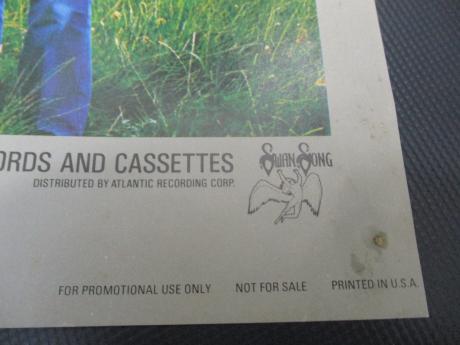 ORDS AND CASSETTES
DISTRIBUTED BY ATLANTIC RECORDING CORP.
SWAN SONG
FOR PROMOTIONAL USE ONLY NOT FOR SALE PRINTED IN U.S.A.